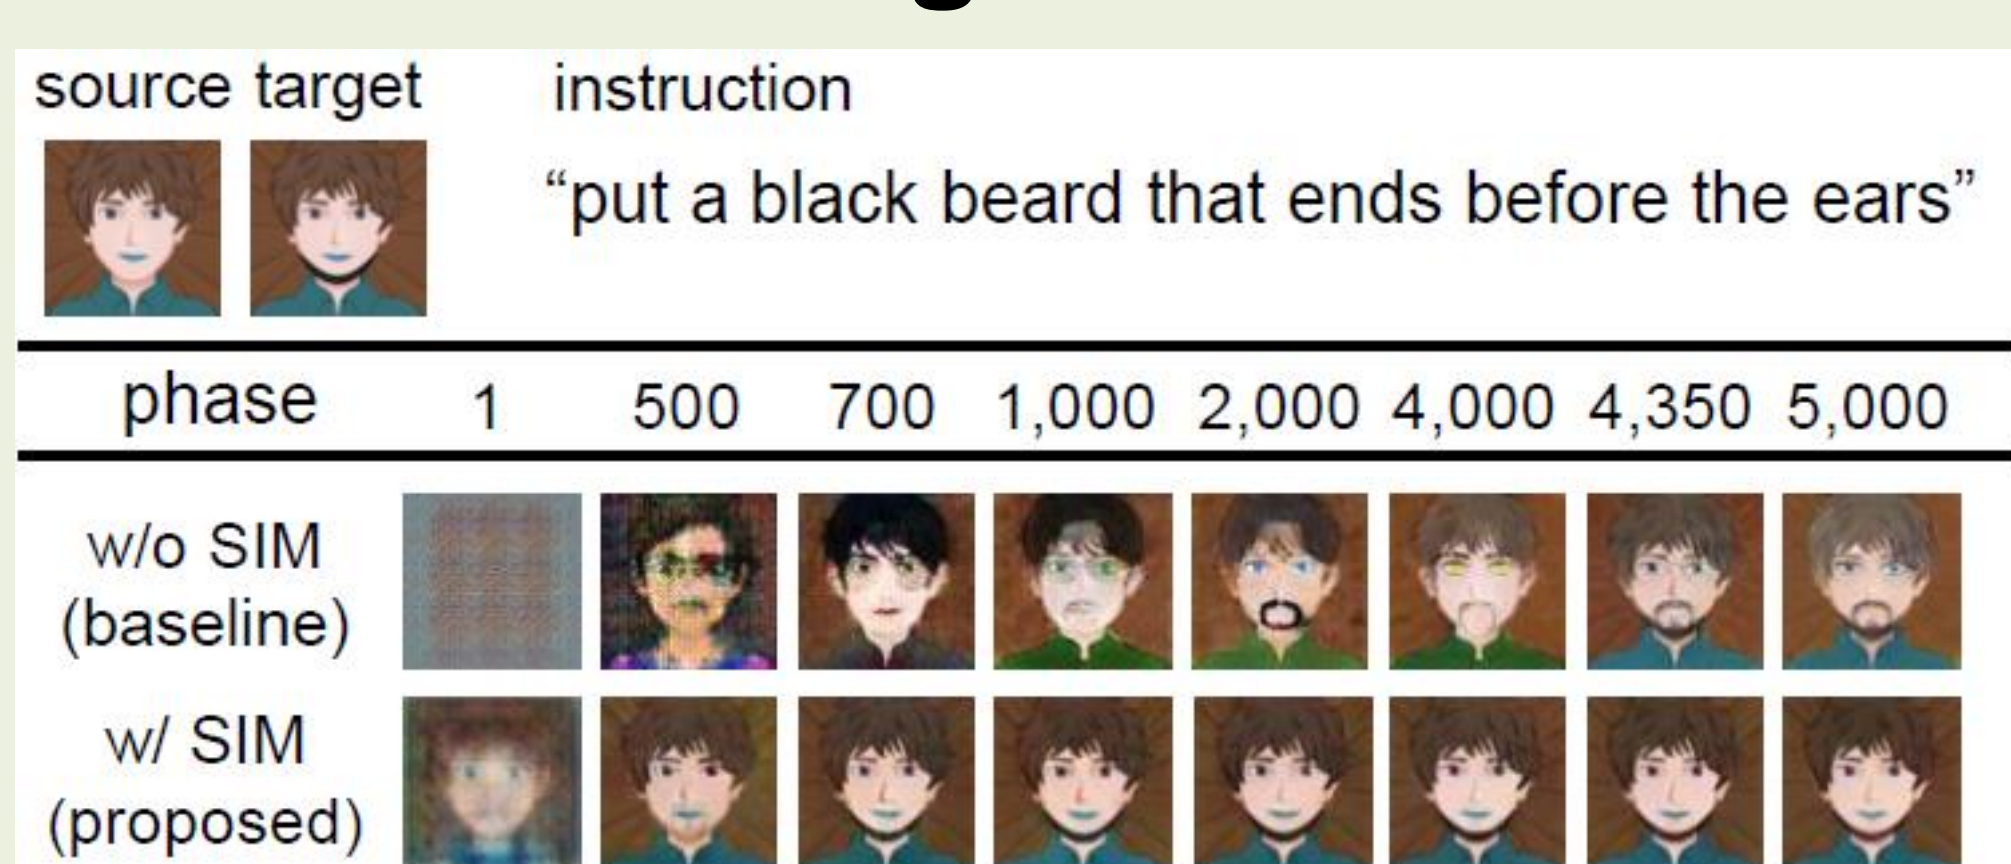 source target instruction
“put a black beard that ends before the ears”
phase 1 500 700 1,000 2,000 4,000 4,350 5,000
w/o SIM
(baseline)
w/ SIM
(proposed)